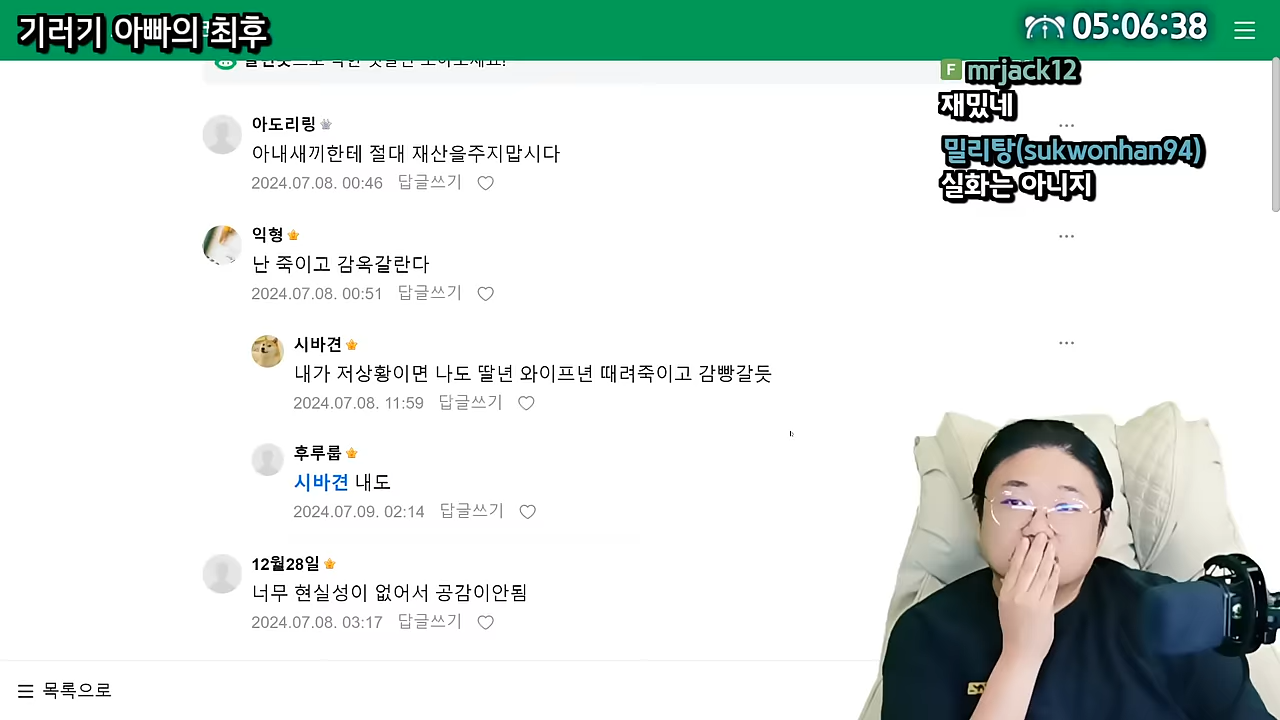 기러기 아빠의 최후
05:06:38
F mrjack12
재밌네
밀리탕(sukwonhan94)
실화는 아니지
아도리링
아내새끼한테 절대 재산을주지맙시다
2024.07.08. 00:46 답글쓰기
익형
난 죽이고 감옥갈란다
2024.07.08. 00:51 답글쓰기
시바견
내가 저상황이면 나도 딸년 와이프년 때려죽이고 감빵갈듯
2024.07.08. 11:59 답글쓰기
후루룹
시바견 내도
2024.07.09. 02:14 답글쓰기
12월28일
너무 현실성이 없어서 공감이안됨
2024.07.08. 03:17 답글쓰기
목록으로